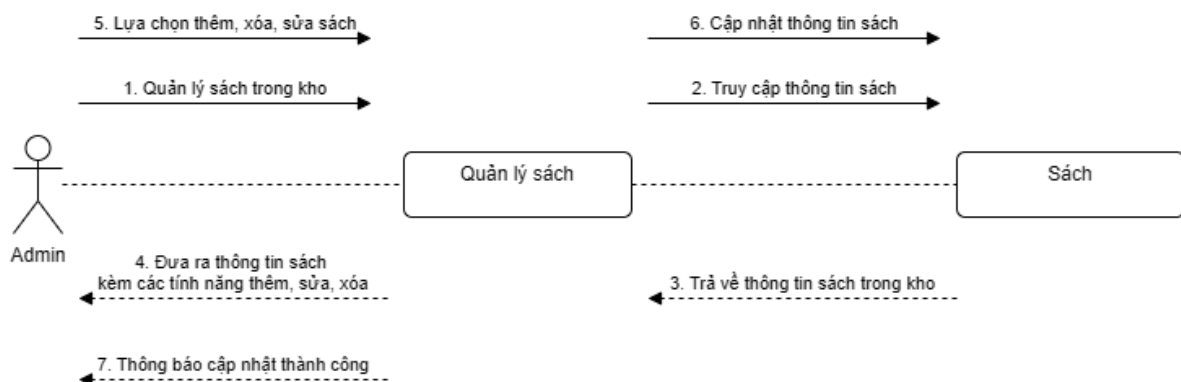 5. Lựa chọn thêm, xóa, sửa sách
6. Cập nhật thông tin sách
1. Quản lý sách trong kho
2. Truy cập thông tin sách
Quản lý sách
Sách
Admin
4. Đưa ra thông tin sách
kèm các tính năng thêm, sửa, xóa
3. Trả về thông tin sách trong kho
7. Thông báo cập nhật thành công